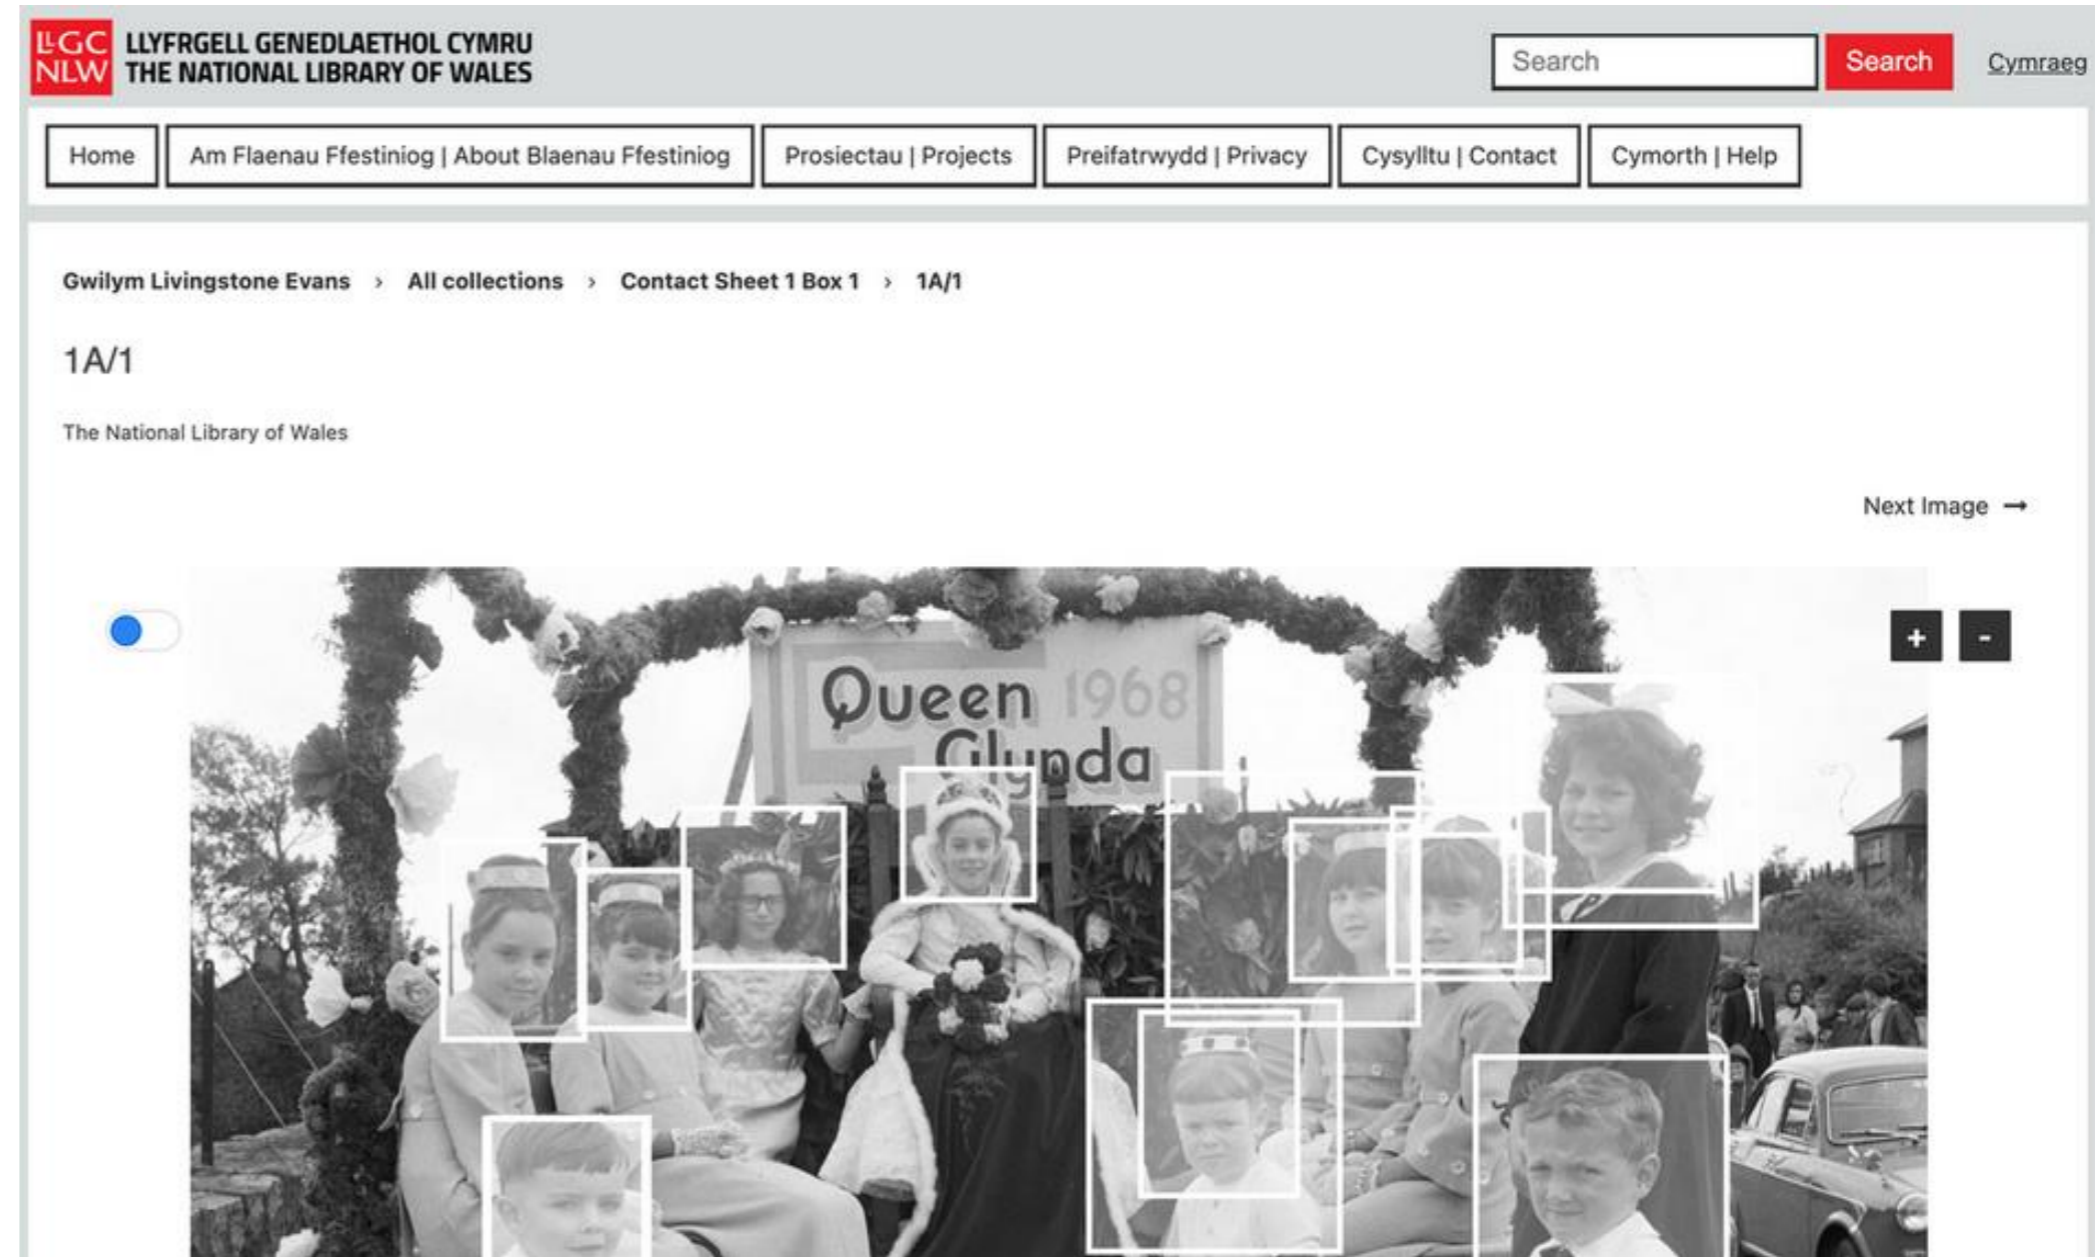 LLGC
NLW
LLYFRGELL GENEDLAETHOL CYMRU
THE NATIONAL LIBRARY OF WALES
Search
Search
Cymraeg
Home
Am Flaenau Ffestiniog | About Blaenau Ffestiniog
Prosiectau | Projects
Preifatrwydd | Privacy
Cysylltu | Contact
Cymorth | Help
Gwilym Livingstone Evans › All collections › Contact Sheet 1 Box 1 › 1A/1
1A/1
The National Library of Wales
Next Image →
+ -
Queen 1968
Glynda